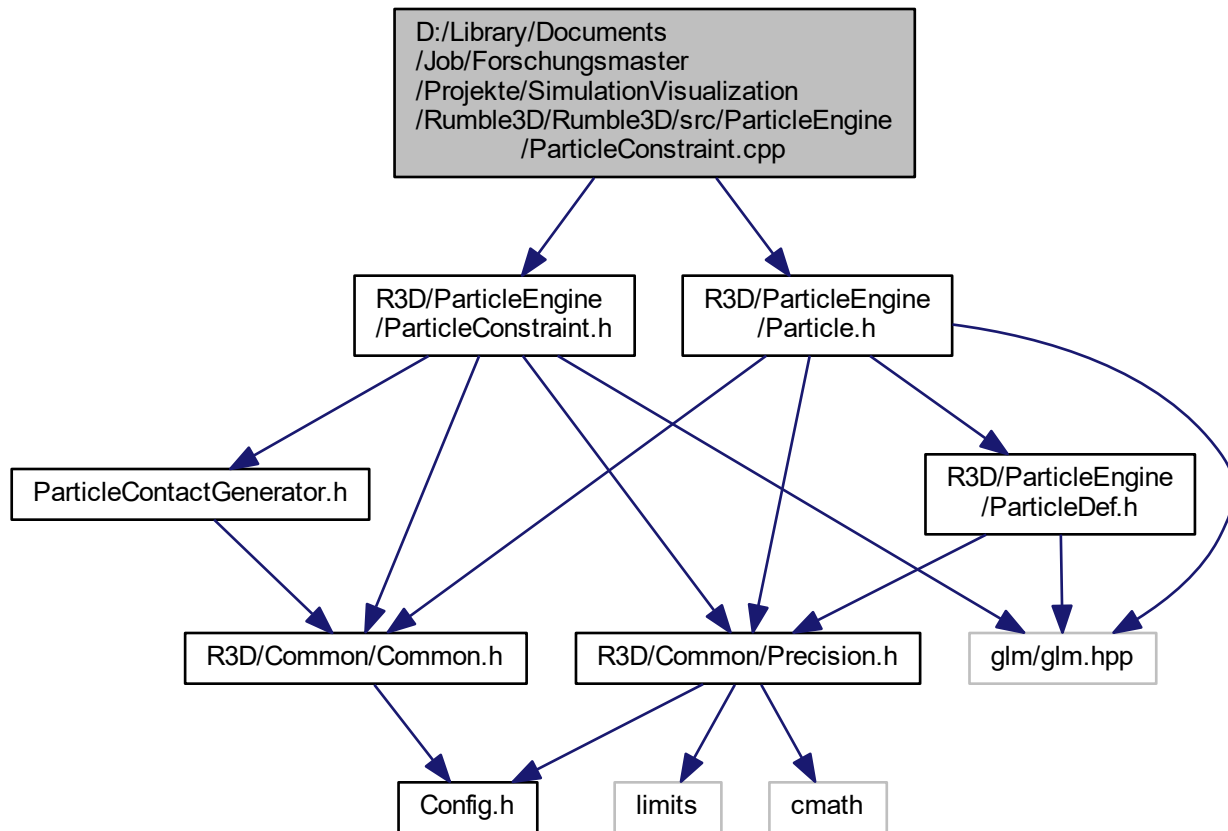 D:/Library/Documents
/Job/Forschungsmaster
/Projekte/SimulationVisualization
/Rumble3D/Rumble3D/src/ParticleEngine
/ParticleConstraint.cpp
R3D/ParticleEngine
/ParticleConstraint.h
R3D/ParticleEngine
/Particle.h
ParticleContactGenerator.h
R3D/ParticleEngine
/ParticleDef.h
R3D/Common/Common.h
R3D/Common/Precision.h
glm/glm.hpp
Config.h
limits
cmath